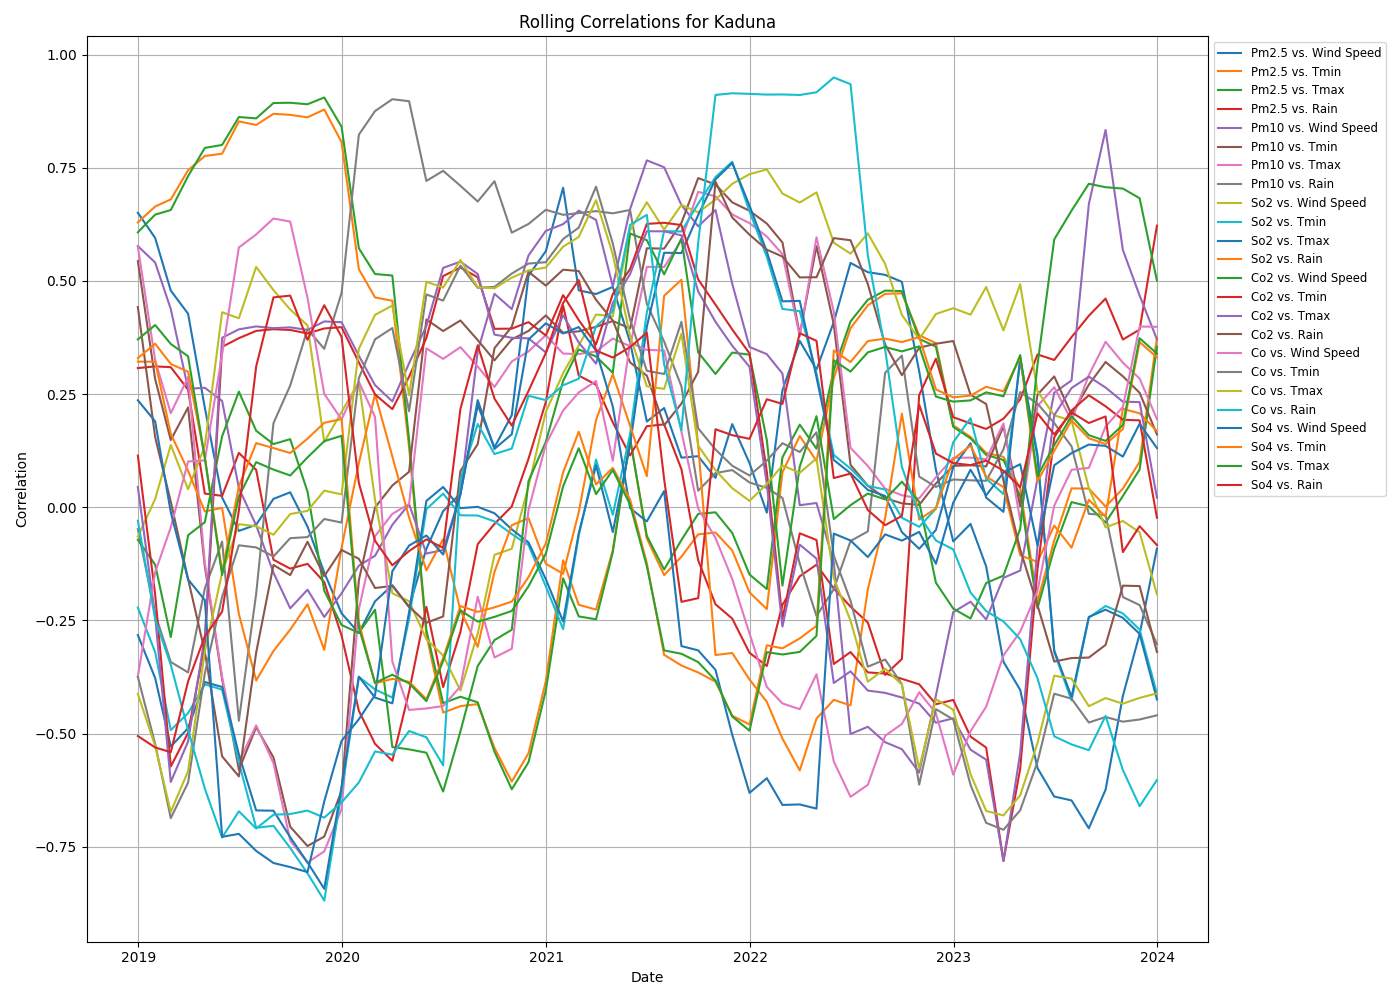 Rolling Correlations for Kaduna
1.00
0.75
0.50
0.25
0.00
−0.25
−0.50
−0.75
Correlation
2019
2020
2021
2022
2023
2024
Date
Pm2.5 vs. Wind Speed
Pm2.5 vs. Tmin
Pm2.5 vs. Tmax
Pm2.5 vs. Rain
Pm10 vs. Wind Speed
Pm10 vs. Tmin
Pm10 vs. Tmax
Pm10 vs. Rain
So2 vs. Wind Speed
So2 vs. Tmin
So2 vs. Tmax
So2 vs. Rain
Co2 vs. Wind Speed
Co2 vs. Tmin
Co2 vs. Tmax
Co2 vs. Rain
Co vs. Wind Speed
Co vs. Tmin
Co vs. Tmax
Co vs. Rain
So4 vs. Wind Speed
So4 vs. Tmin
So4 vs. Tmax
So4 vs. Rain